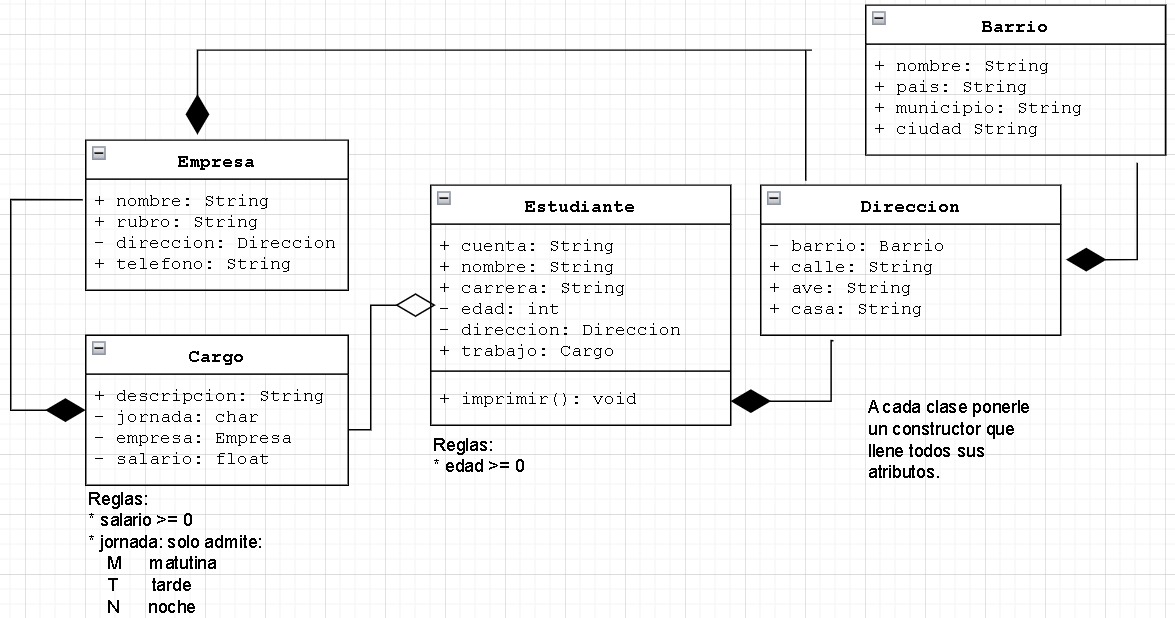 Barrio
+ nombre: String
+ pais: String
+ municipio: String
+ ciudad String
Empresa
+ nombre: String
+ rubro: String
- direccion: Direccion
+ telefono: String
Estudiante
+ cuenta: String
+ nombre: String
+ carrera: String
- edad: int
- direccion: Direccion
+ trabajo: Cargo
+ imprimir(): void
Reglas:
* edad >= 0
Direccion
- barrio: Barrio
+ calle: String
+ ave: String
+ casa: String
Cargo
+ descripcion: String
- jornada: char
- empresa: Empresa
- salario: float
Reglas:
* salario >= 0
* jornada: solo admite:
M matutina
T tarde
N noche
A cada clase ponerle
un constructor que
llene todos sus
atributos.